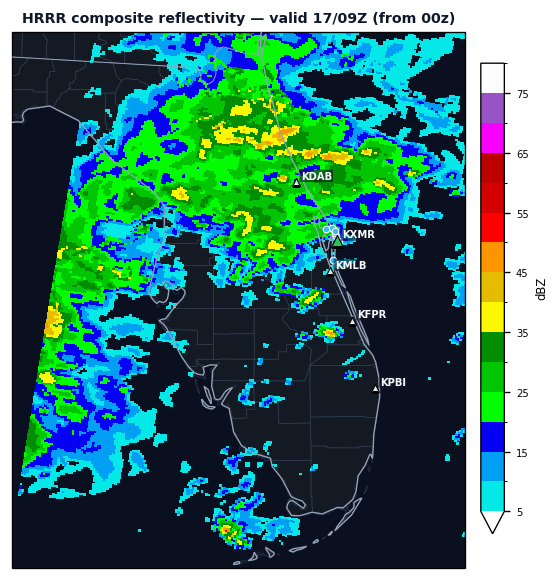 HRRR composite reflectivity — valid 17/09Z (from 00z)
KDAB
KXMR
KMLB
KFPR
KPBI
75
65
55
45
35
25
15
5
dBZ